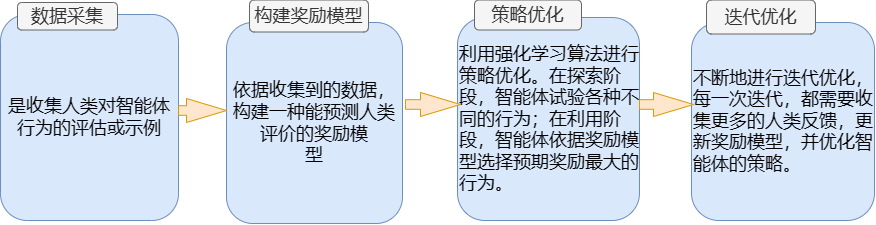 数据采集
是收集人类对智能体
行为的评估或示例
构建奖励模型
依据收集到的数据，
构建一种能预测人类
评价的奖励模
型
策略优化
利用强化学习算法进行
策略优化。在探索阶
段，智能体试验各种不
同的行为；在利用阶
段，智能体依据奖励模
型选择预期奖励最大的
行为。
迭代优化
不断地进行迭代优化，
每一次迭代，都需要收
集更多的人类反馈，更
新奖励模型，并优化智
能体的策略。